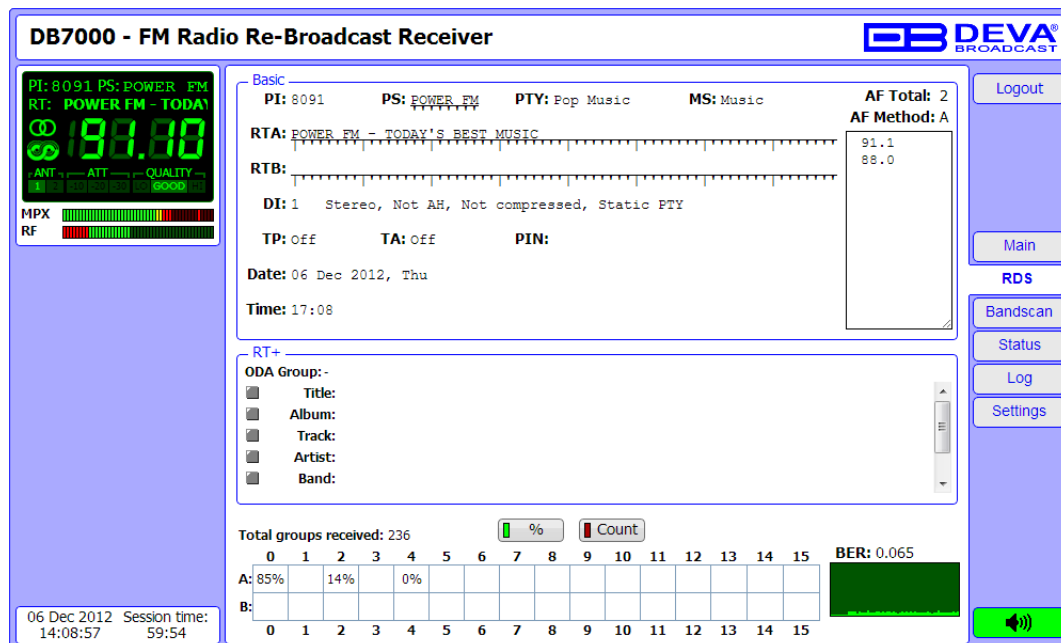 DB7000 - FM Radio Re-Broadcast Receiver
DEVA®
BROADCAST
PI: 8091 PS: POWER FM
RT: POWER FM - TODAY
91.10
ANT ATT QUALITY
1 2 -10 -20 -30 GOOD
MPX
RF
Basic
PI: 8091 PS: POWER FM PTY: Pop Music MS: Music AF Total: 2
AF Method: A
RTA: POWER FM - TODAY'S BEST MUSIC
91.1
88.0
RTB:
DI: 1 Stereo, Not AH, Not compressed, Static PTY
TP: Off TA: Off PIN:
Date: 06 Dec 2012, Thu
Time: 17:08
RT+
ODA Group: -
Title:
Album:
Track:
Artist:
Band:
Total groups received: 236 % Count
0 1 2 3 4 5 6 7 8 9 10 11 12 13 14 15 BER: 0.065
A: 85% 14% 0%
B:
0 1 2 3 4 5 6 7 8 9 10 11 12 13 14 15
Logout
Main
RDS
Bandscan
Status
Log
Settings
06 Dec 2012 Session time:
14:08:57 59:54